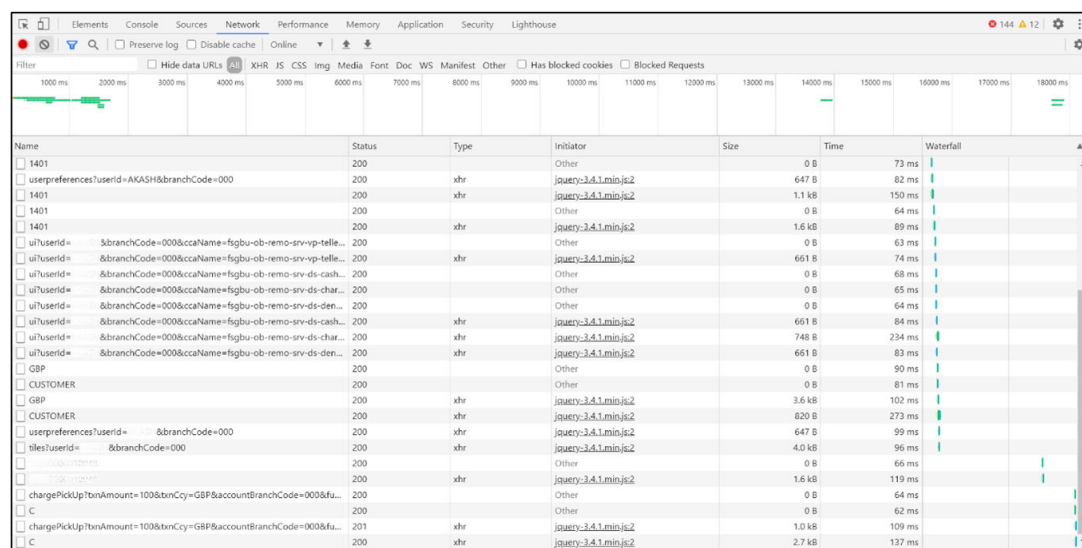 Elements Console Sources Network Performance Memory Application Security Lighthouse 144 12
Preserve log Disable cache Online
Filter Hide data URLs All XHR JS CSS Img Media Font Doc WS Manifest Other Has blocked cookies Blocked Requests
1000 ms 2000 ms 3000 ms 4000 ms 5000 ms 6000 ms 7000 ms 8000 ms 9000 ms 10000 ms 11000 ms 12000 ms 13000 ms 14000 ms 15000 ms 16000 ms 17000 ms 18000 ms
Name Status Type Initiator Size Time Waterfall
1401 200 Other 0 B 73 ms
userpreferences?userId=AKASH&branchCode=000 200 xhr jquery-3.4.1.min.js:2 647 B 82 ms
1401 200 xhr jquery-3.4.1.min.js:2 1.1 kB 150 ms
1401 200 Other 0 B 64 ms
1401 200 xhr jquery-3.4.1.min.js:2 1.6 kB 89 ms
ui?userId= &branchCode=000&ccaName=fsgbu-ob-remo-srv-vp-telle... 200 Other 0 B 63 ms
ui?userId= &branchCode=000&ccaName=fsgbu-ob-remo-srv-vp-telle... 200 xhr jquery-3.4.1.min.js:2 661 B 74 ms
ui?userId= &branchCode=000&ccaName=fsgbu-ob-remo-srv-ds-cash... 200 Other 0 B 68 ms
ui?userId= &branchCode=000&ccaName=fsgbu-ob-remo-srv-ds-char... 200 Other 0 B 65 ms
ui?userId= &branchCode=000&ccaName=fsgbu-ob-remo-srv-ds-den... 200 Other 0 B 64 ms
ui?userId= &branchCode=000&ccaName=fsgbu-ob-remo-srv-ds-cash... 200 xhr jquery-3.4.1.min.js:2 661 B 84 ms
ui?userId= &branchCode=000&ccaName=fsgbu-ob-remo-srv-ds-char... 200 xhr jquery-3.4.1.min.js:2 748 B 234 ms
ui?userId= &branchCode=000&ccaName=fsgbu-ob-remo-srv-ds-den... 200 xhr jquery-3.4.1.min.js:2 661 B 83 ms
GBP 200 Other 0 B 90 ms
CUSTOMER 200 Other 0 B 81 ms
GBP 200 xhr jquery-3.4.1.min.js:2 3.6 kB 102 ms
CUSTOMER 200 xhr jquery-3.4.1.min.js:2 820 B 273 ms
userpreferences?userId= &branchCode=000 200 xhr jquery-3.4.1.min.js:2 647 B 99 ms
tiles?userId= &branchCode=000 200 xhr jquery-3.4.1.min.js:2 4.0 kB 96 ms
200 Other 0 B 66 ms
200 xhr jquery-3.4.1.min.js:2 1.6 kB 119 ms
chargePickUp?txnAmount=100&txnCcy=GBP&accountBranchCode=000&fu... 200 Other 0 B 64 ms
C 200 Other 0 B 62 ms
chargePickUp?txnAmount=100&txnCcy=GBP&accountBranchCode=000&fu... 201 xhr jquery-3.4.1.min.js:2 1.0 kB 109 ms
C 200 xhr jquery-3.4.1.min.js:2 2.7 kB 137 ms